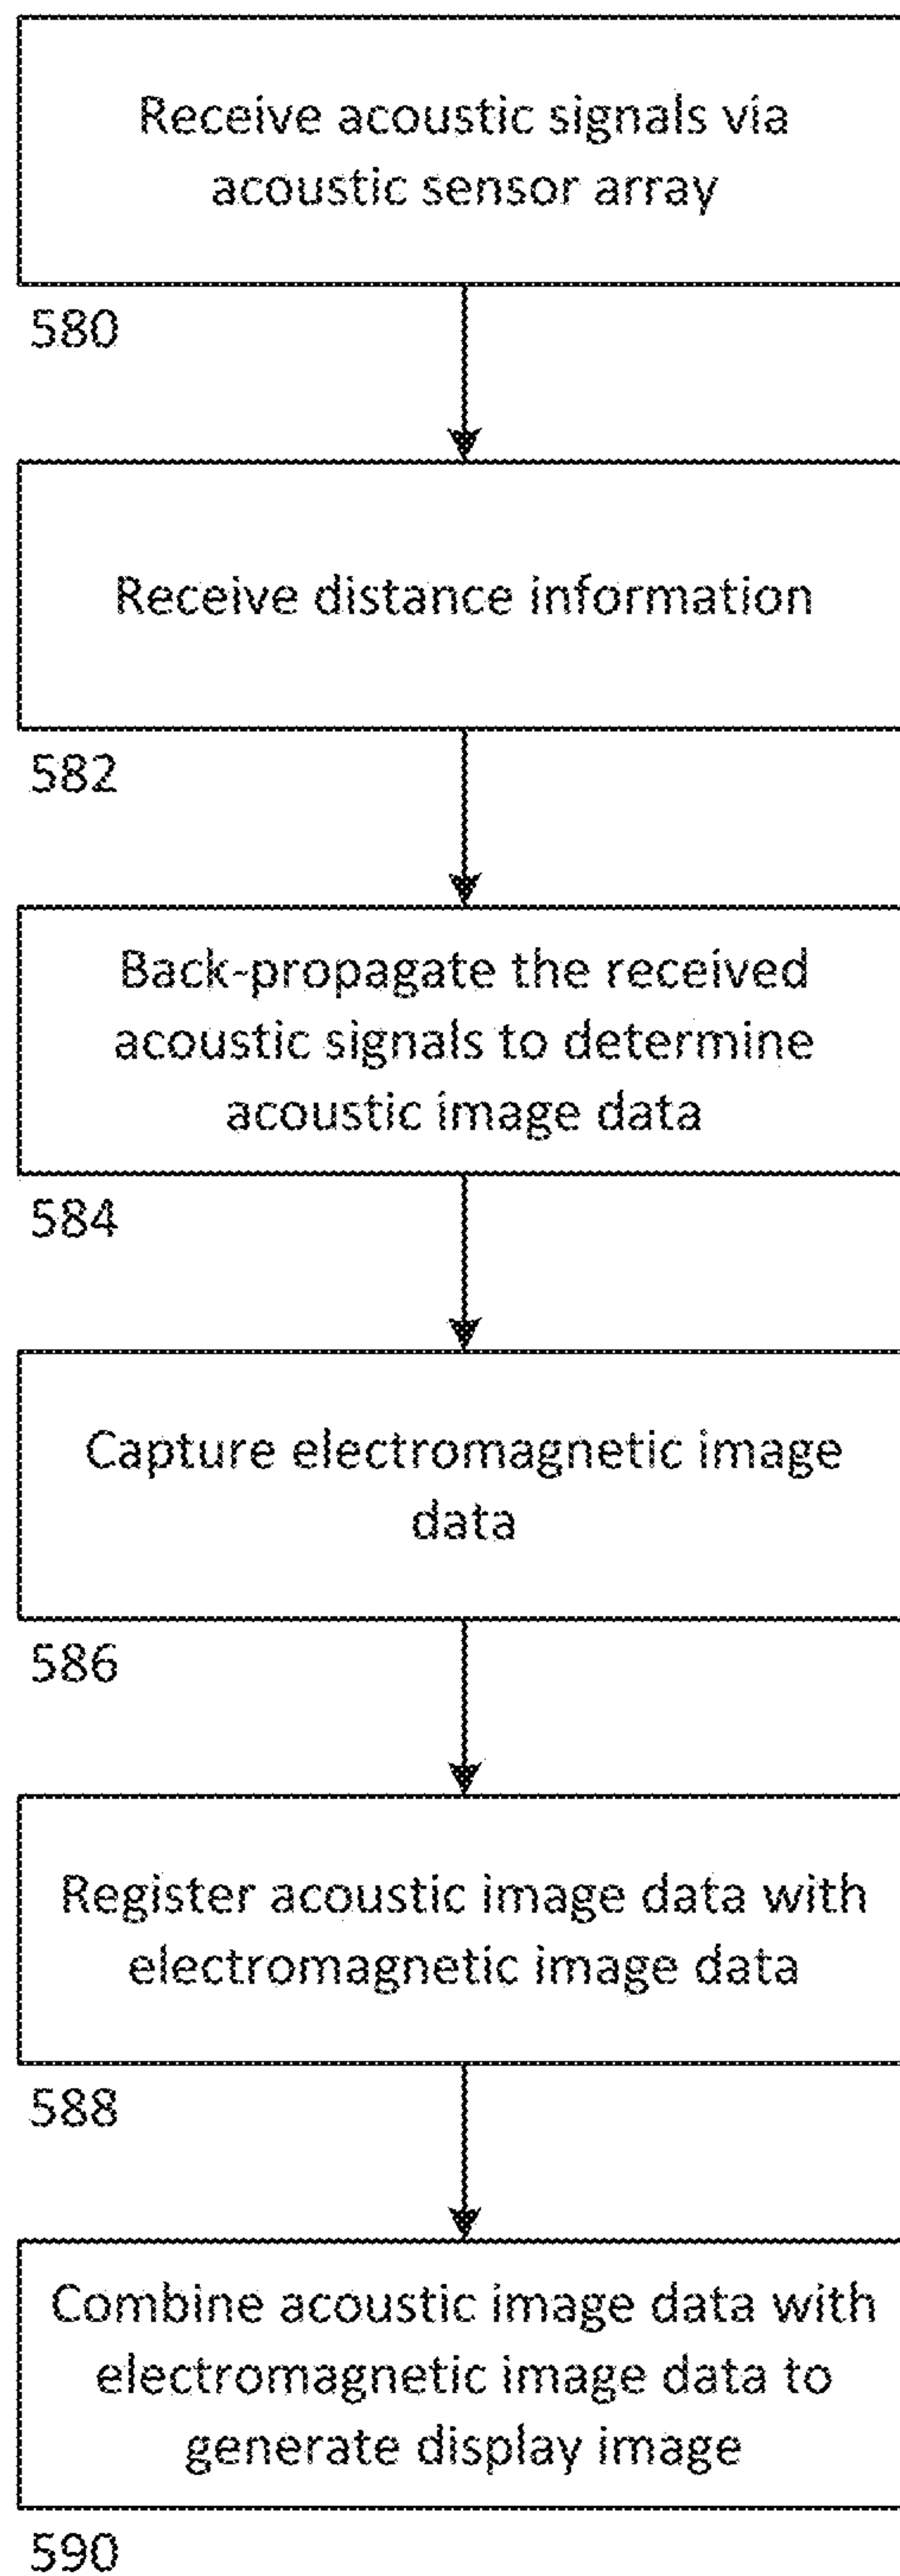 Receive acoustic signals via
acoustic sensor array
580
Receive distance information
582
Back-propagate the received
acoustic signals to determine
acoustic image data
584
Capture electromagnetic image
data
586
Register acoustic image data with
electromagnetic image data
588
Combine acoustic image data with
electromagnetic image data to
generate display image
590